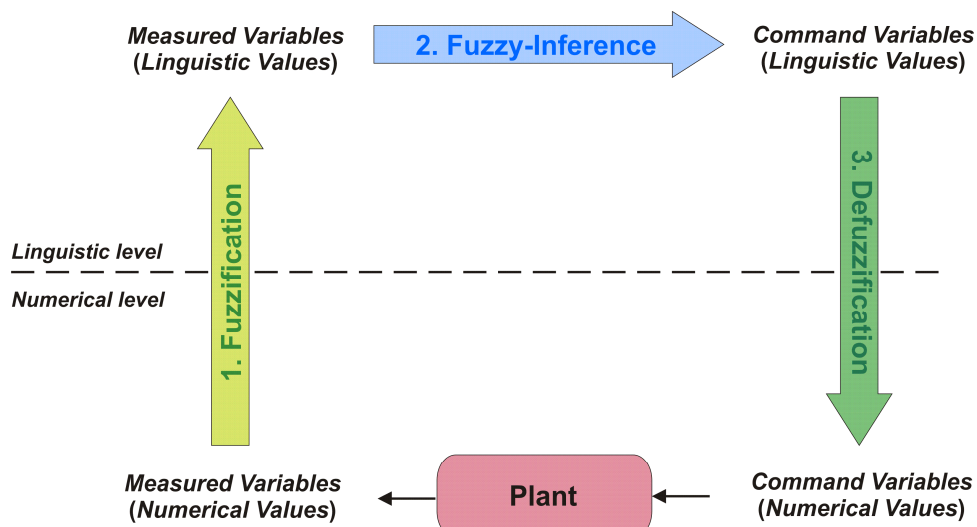 Measured Variables
(Linguistic Values)
2. Fuzzy-Inference
Command Variables
(Linguistic Values)
1. Fuzzification
3. Defuzzification
Linguistic level
Numerical level
Measured Variables
(Numerical Values)
Plant
Command Variables
(Numerical Values)